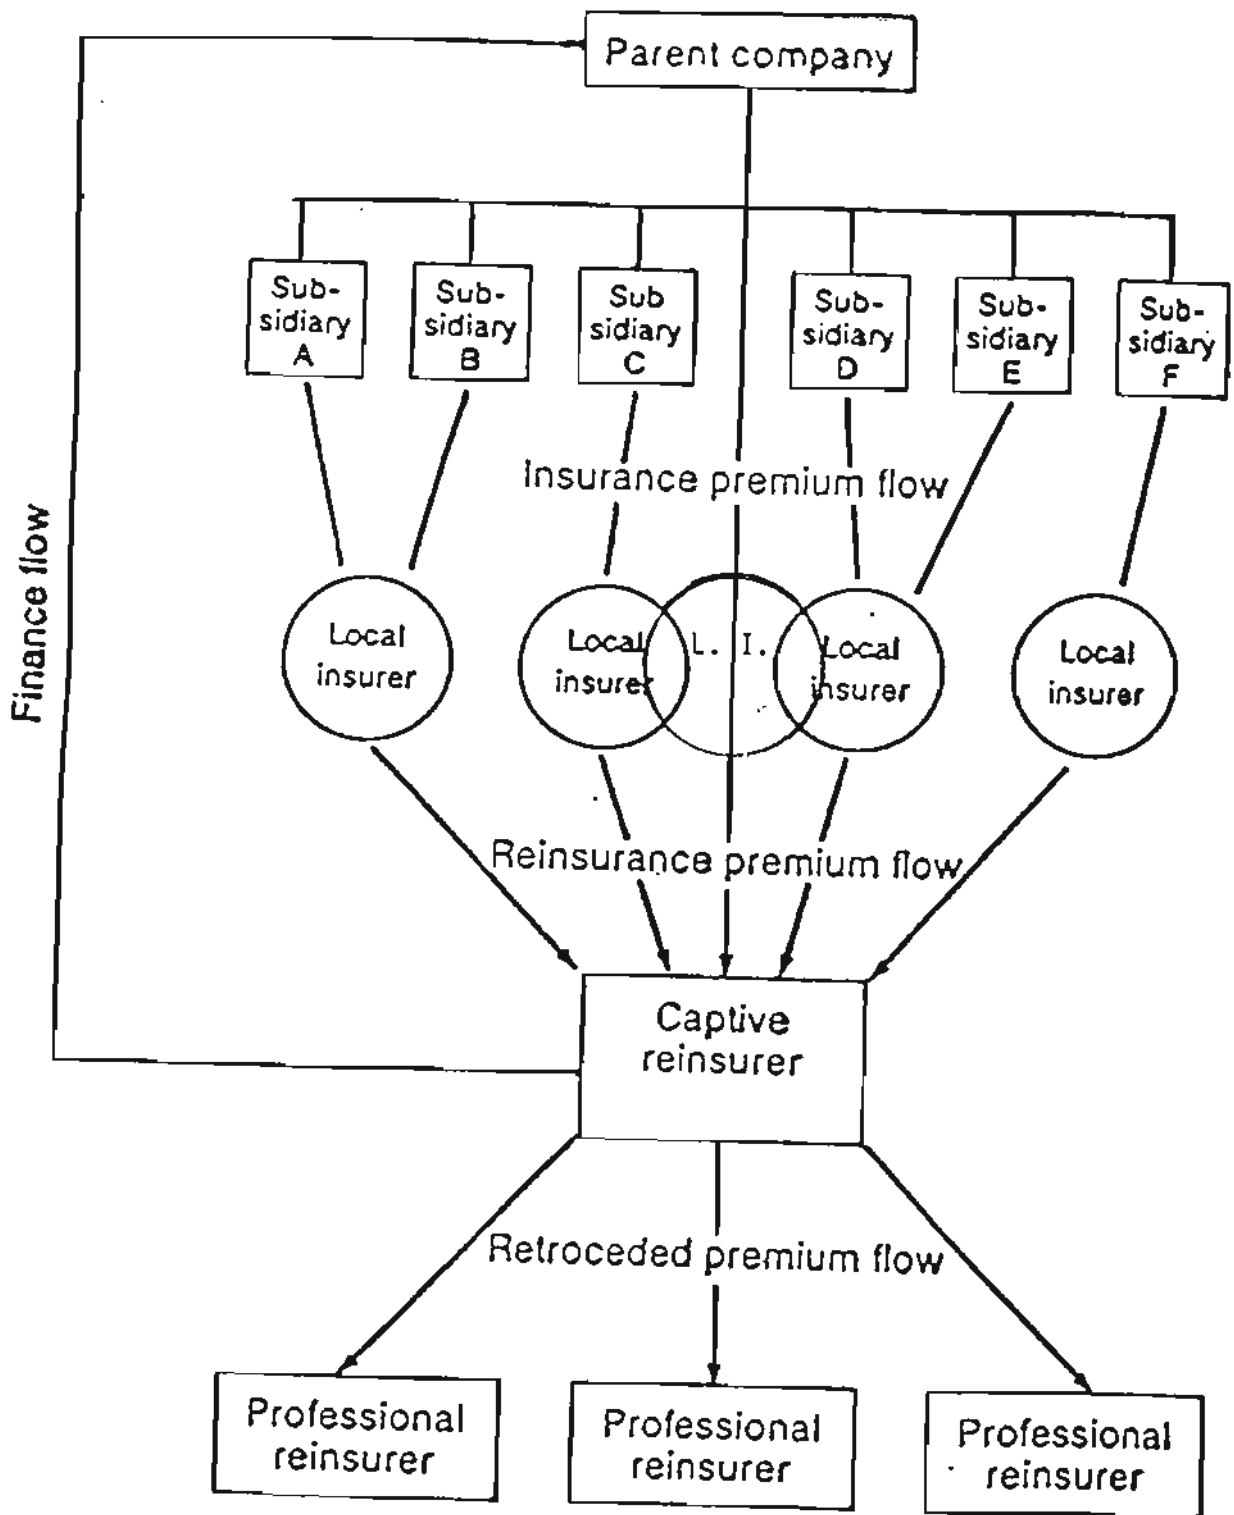 Parent company
Sub-
sidiary
A
Sub-
sidiary
B
Sub
sidiary
C
Sub-
sidiary
D
Sub-
sidiary
E
Sub-
sidiary
F
Insurance premium flow
Finance flow
Local
insurer
Local
insurer
L. I.
Local
insurer
Local
insurer
Reinsurance premium flow
Captive
reinsurer
Retroceded premium flow
Professional
reinsurer
Professional
reinsurer
Professional
reinsurer